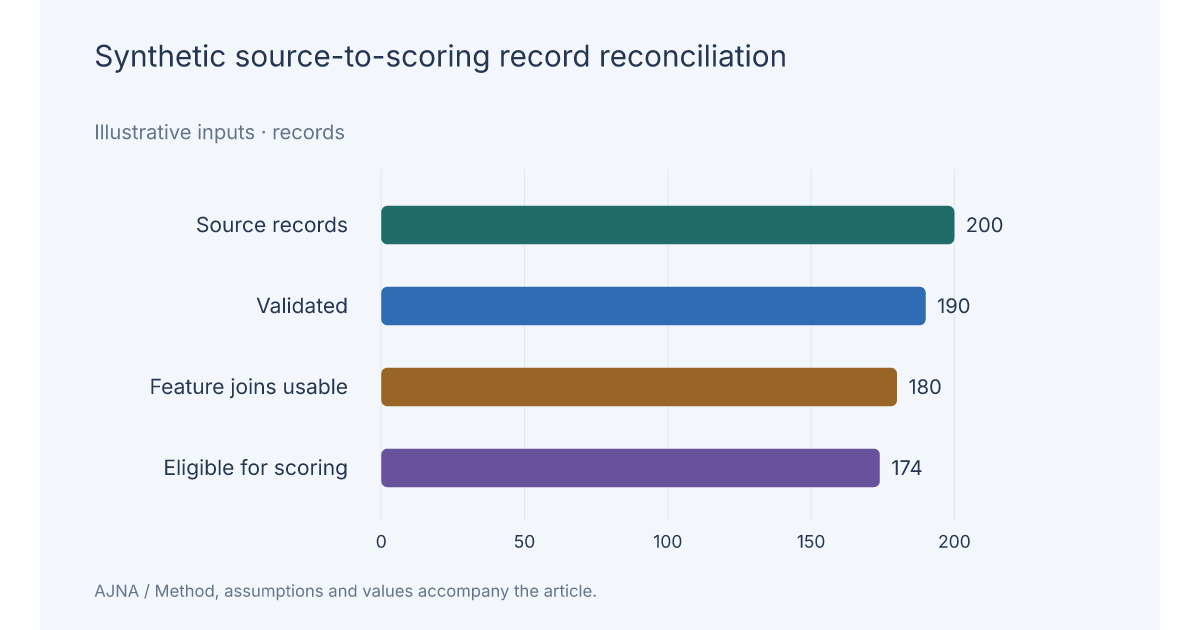 Synthetic source-to-scoring record reconciliation
Illustrative inputs · records
Source records 200
Validated 190
Feature joins usable 180
Eligible for scoring 174
0 50 100 150 200
AJNA / Method, assumptions and values accompany the article.